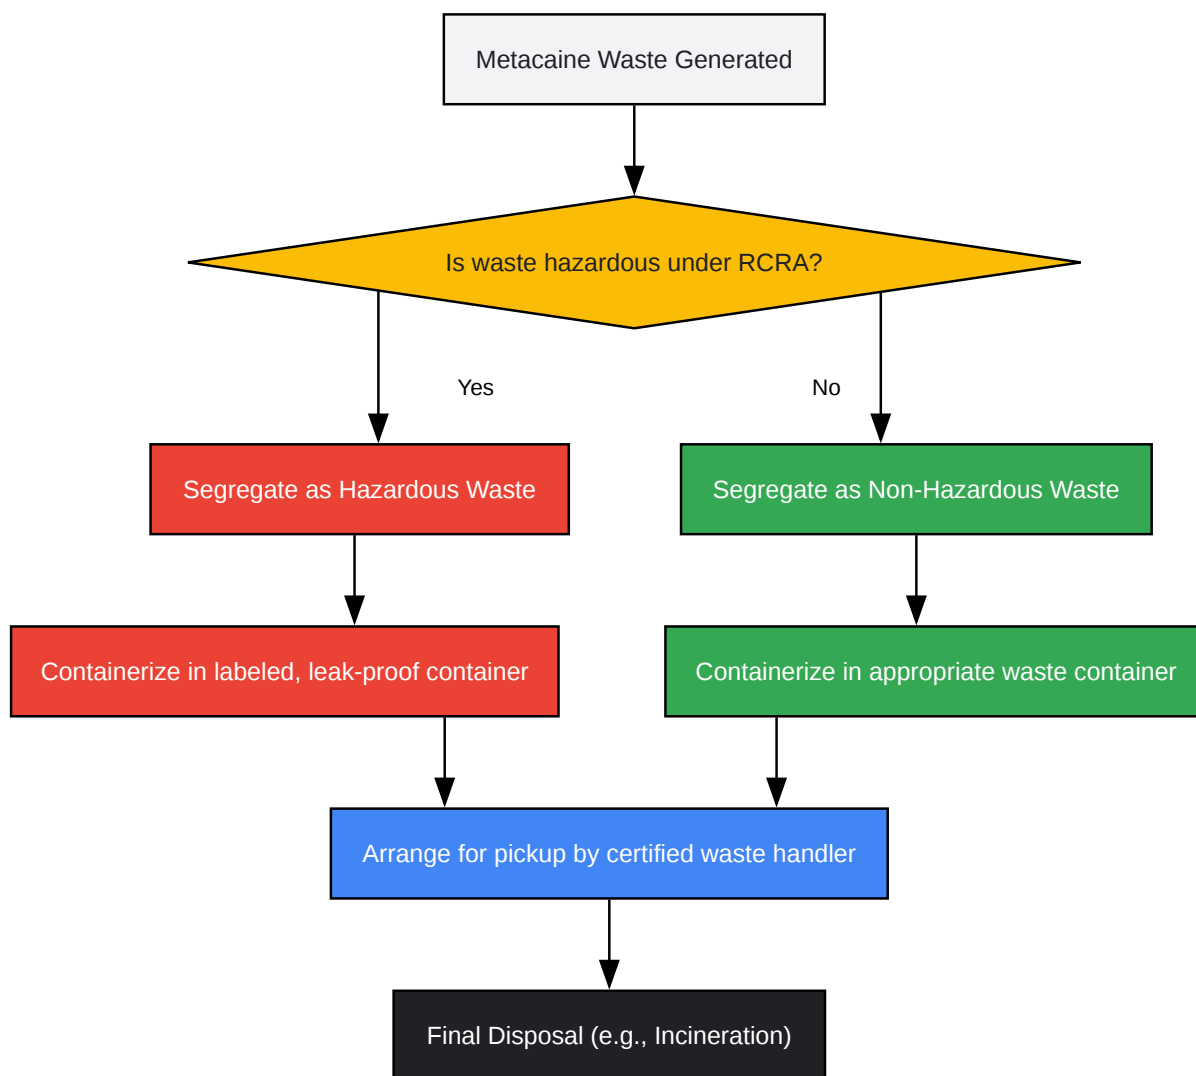 Metacaine Waste Generated
Is waste hazardous under RCRA?
Yes
No
Segregate as Hazardous Waste
Segregate as Non-Hazardous Waste
Containerize in labeled, leak-proof container
Containerize in appropriate waste container
Arrange for pickup by certified waste handler
Final Disposal (e.g., Incineration)